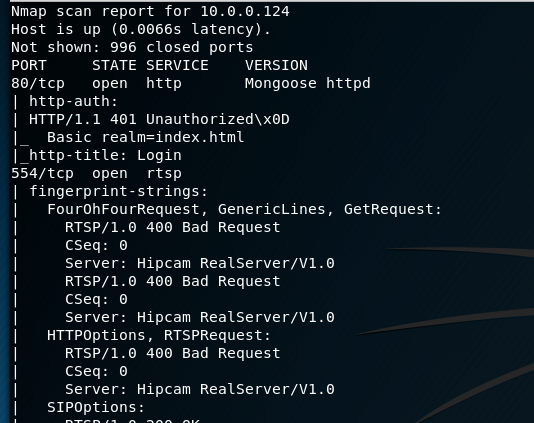 Nmap scan report for 10.0.0.124
Host is up (0.0066s latency).
Not shown: 996 closed ports
PORT     STATE SERVICE    VERSION
80/tcp   open  http       Mongoose httpd
| http-auth:
| HTTP/1.1 401 Unauthorized\x0D
|_  Basic realm=index.html
|_http-title: Login
554/tcp  open  rtsp
| fingerprint-strings:
|   FourOhFourRequest, GenericLines, GetRequest:
|     RTSP/1.0 400 Bad Request
|     CSeq: 0
|     Server: Hipcam RealServer/V1.0
|     RTSP/1.0 400 Bad Request
|     CSeq: 0
|     Server: Hipcam RealServer/V1.0
|   HTTPOptions, RTSPRequest:
|     RTSP/1.0 400 Bad Request
|     CSeq: 0
|     Server: Hipcam RealServer/V1.0
|   SIPOptions:
|     RTSP/1.0 200 OK